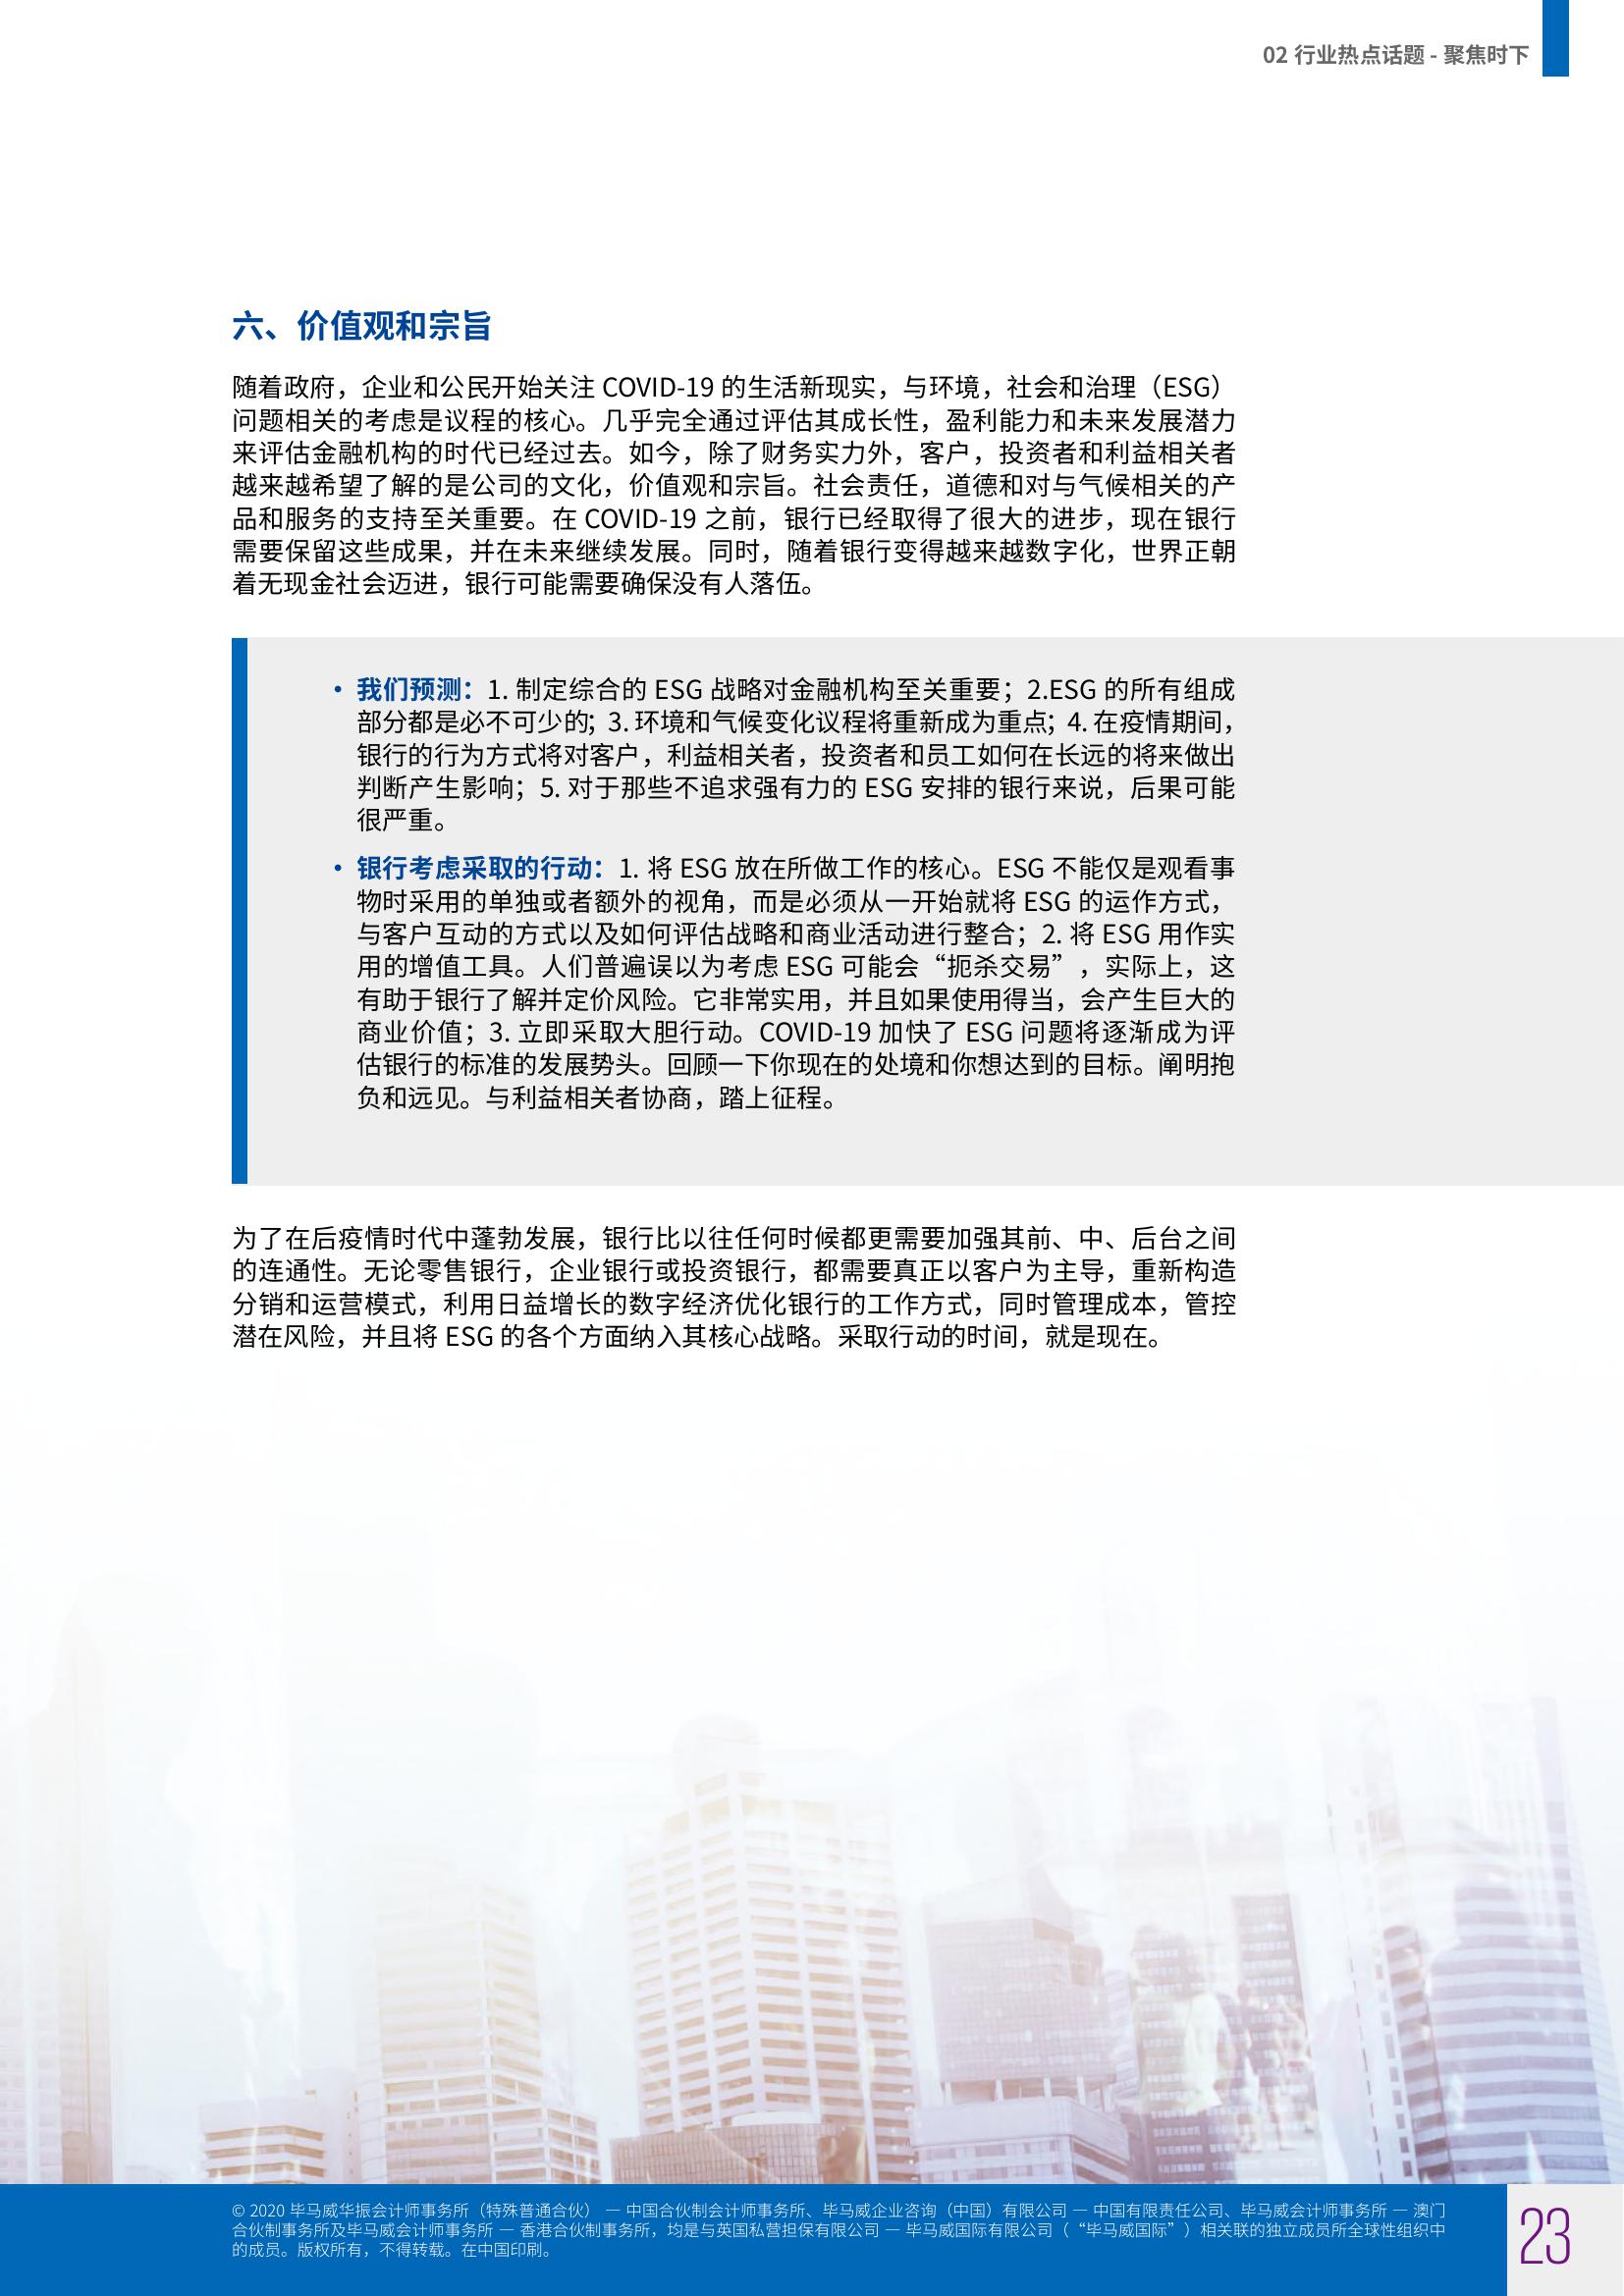 02 行业热点话题 - 聚焦时下
六、价值观和宗旨
随着政府，企业和公民开始关注 COVID-19 的生活新现实，与环境，社会和治理（ESG）
问题相关的考虑是议程的核心。几乎完全通过评估其成长性，盈利能力和未来发展潜力
来评估金融机构的时代已经过去。如今，除了财务实力外，客户，投资者和利益相关者
越来越希望了解的是公司的文化，价值观和宗旨。社会责任，道德和对与气候相关的产
品和服务的支持至关重要。在 COVID-19 之前，银行已经取得了很大的进步，现在银行
需要保留这些成果，并在未来继续发展。同时，随着银行变得越来越数字化，世界正朝
着无现金社会迈进，银行可能需要确保没有人落伍。
• 我们预测：1. 制定综合的 ESG 战略对金融机构至关重要；2.ESG 的所有组成
部分都是必不可少的；3. 环境和气候变化议程将重新成为重点；4. 在疫情期间，
银行的行为方式将对客户，利益相关者，投资者和员工如何在长远的将来做出
判断产生影响；5. 对于那些不追求强有力的 ESG 安排的银行来说，后果可能
很严重。
• 银行考虑采取的行动：1. 将 ESG 放在所做工作的核心。ESG 不能仅是观看事
物时采用的单独或者额外的视角，而是必须从一开始就将 ESG 的运作方式，
与客户互动的方式以及如何评估战略和商业活动进行整合；2. 将 ESG 用作实
用的增值工具。人们普遍误以为考虑 ESG 可能会“扼杀交易”，实际上，这
有助于银行了解并定价风险。它非常实用，并且如果使用得当，会产生巨大的
商业价值；3. 立即采取大胆行动。COVID-19 加快了 ESG 问题将逐渐成为评
估银行的标准的发展势头。回顾一下你现在的处境和你想达到的目标。阐明抱
负和远见。与利益相关者协商，踏上征程。
为了在后疫情时代中蓬勃发展，银行比以往任何时候都更需要加强其前、中、后台之间
的连通性。无论零售银行，企业银行或投资银行，都需要真正以客户为主导，重新构造
分销和运营模式，利用日益增长的数字经济优化银行的工作方式，同时管理成本，管控
潜在风险，并且将 ESG 的各个方面纳入其核心战略。采取行动的时间，就是现在。
© 2020 毕马威华振会计师事务所（特殊普通合伙） — 中国合伙制会计师事务所、毕马威企业咨询（中国）有限公司 — 中国有限责任公司、毕马威会计师事务所 — 澳门
合伙制事务所及毕马威会计师事务所 — 香港合伙制事务所，均是与英国私营担保有限公司 — 毕马威国际有限公司（“毕马威国际”）相关联的独立成员所全球性组织中
的成员。版权所有，不得转载。在中国印刷。
23